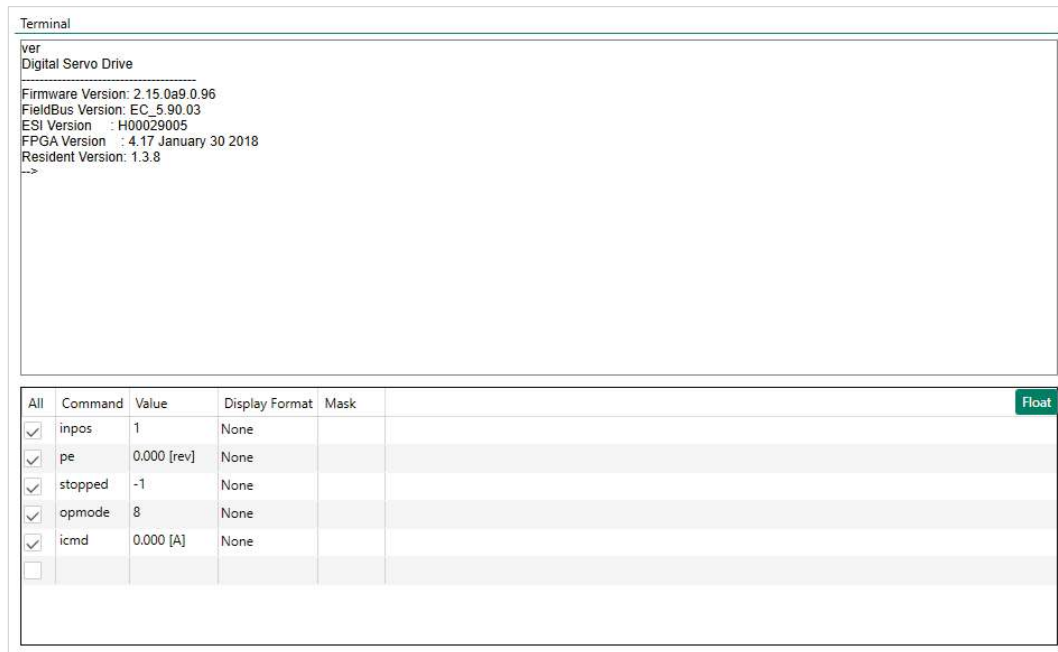 Terminal
ver
Digital Servo Drive
---------------------------------------
Firmware Version: 2.15.0a9.0.96
FieldBus Version: EC_5.90.03
ESI Version : H00029005
FPGA Version : 4.17 January 30 2018
Resident Version: 1.3.8
-->
All Command Value Display Format Mask Float
inpos 1 None
pe 0.000 [rev] None
stopped -1 None
opmode 8 None
icmd 0.000 [A] None